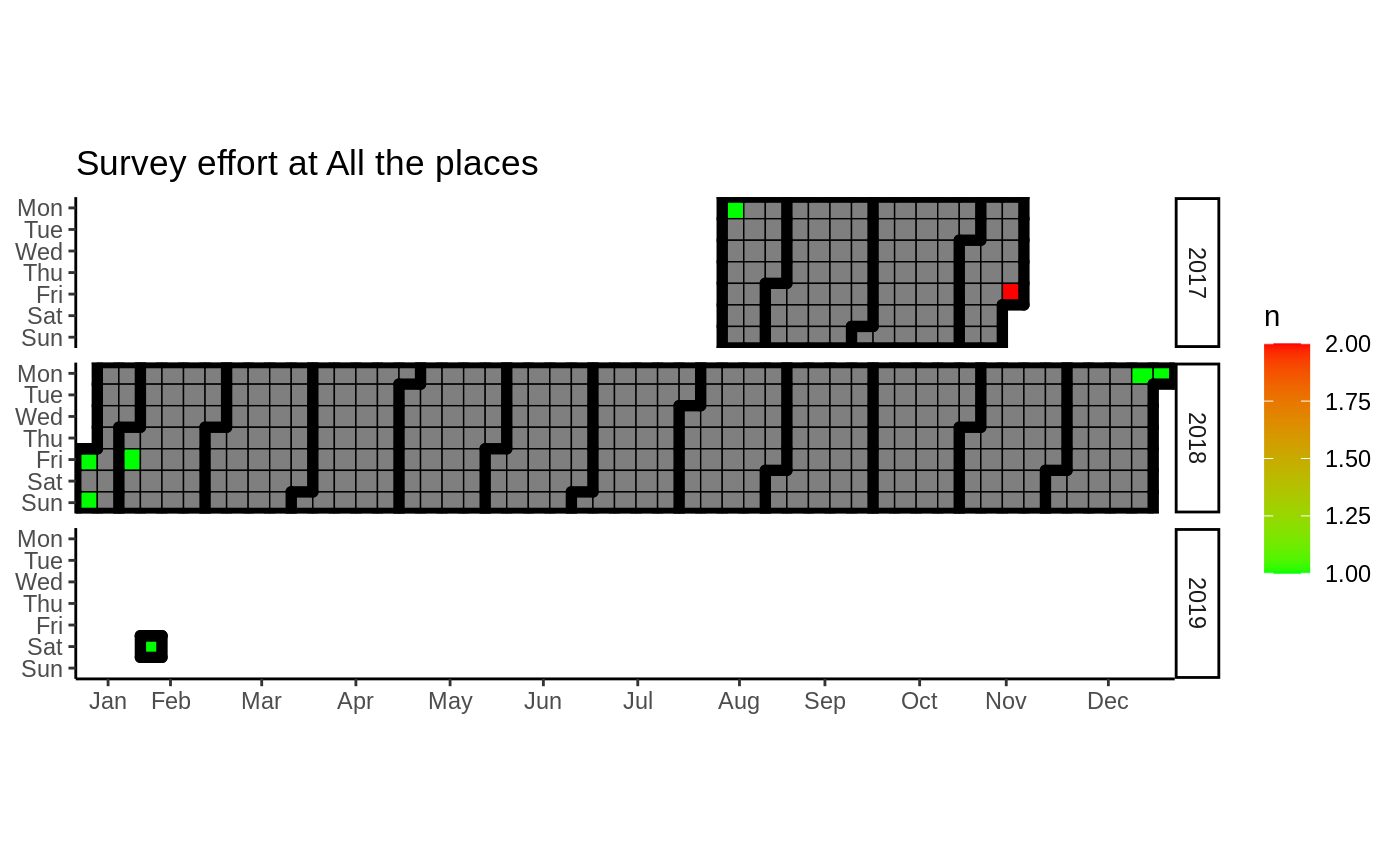 Survey effort at All the places
Mon
Tue
Wed
Thu
Fri
Sat
Sun
2017
Mon
Tue
Wed
Thu
Fri
Sat
Sun
2018
Mon
Tue
Wed
Thu
Fri
Sat
Sun
2019
Jan Feb Mar Apr May Jun Jul Aug Sep Oct Nov Dec
n
2.00
1.75
1.50
1.25
1.00